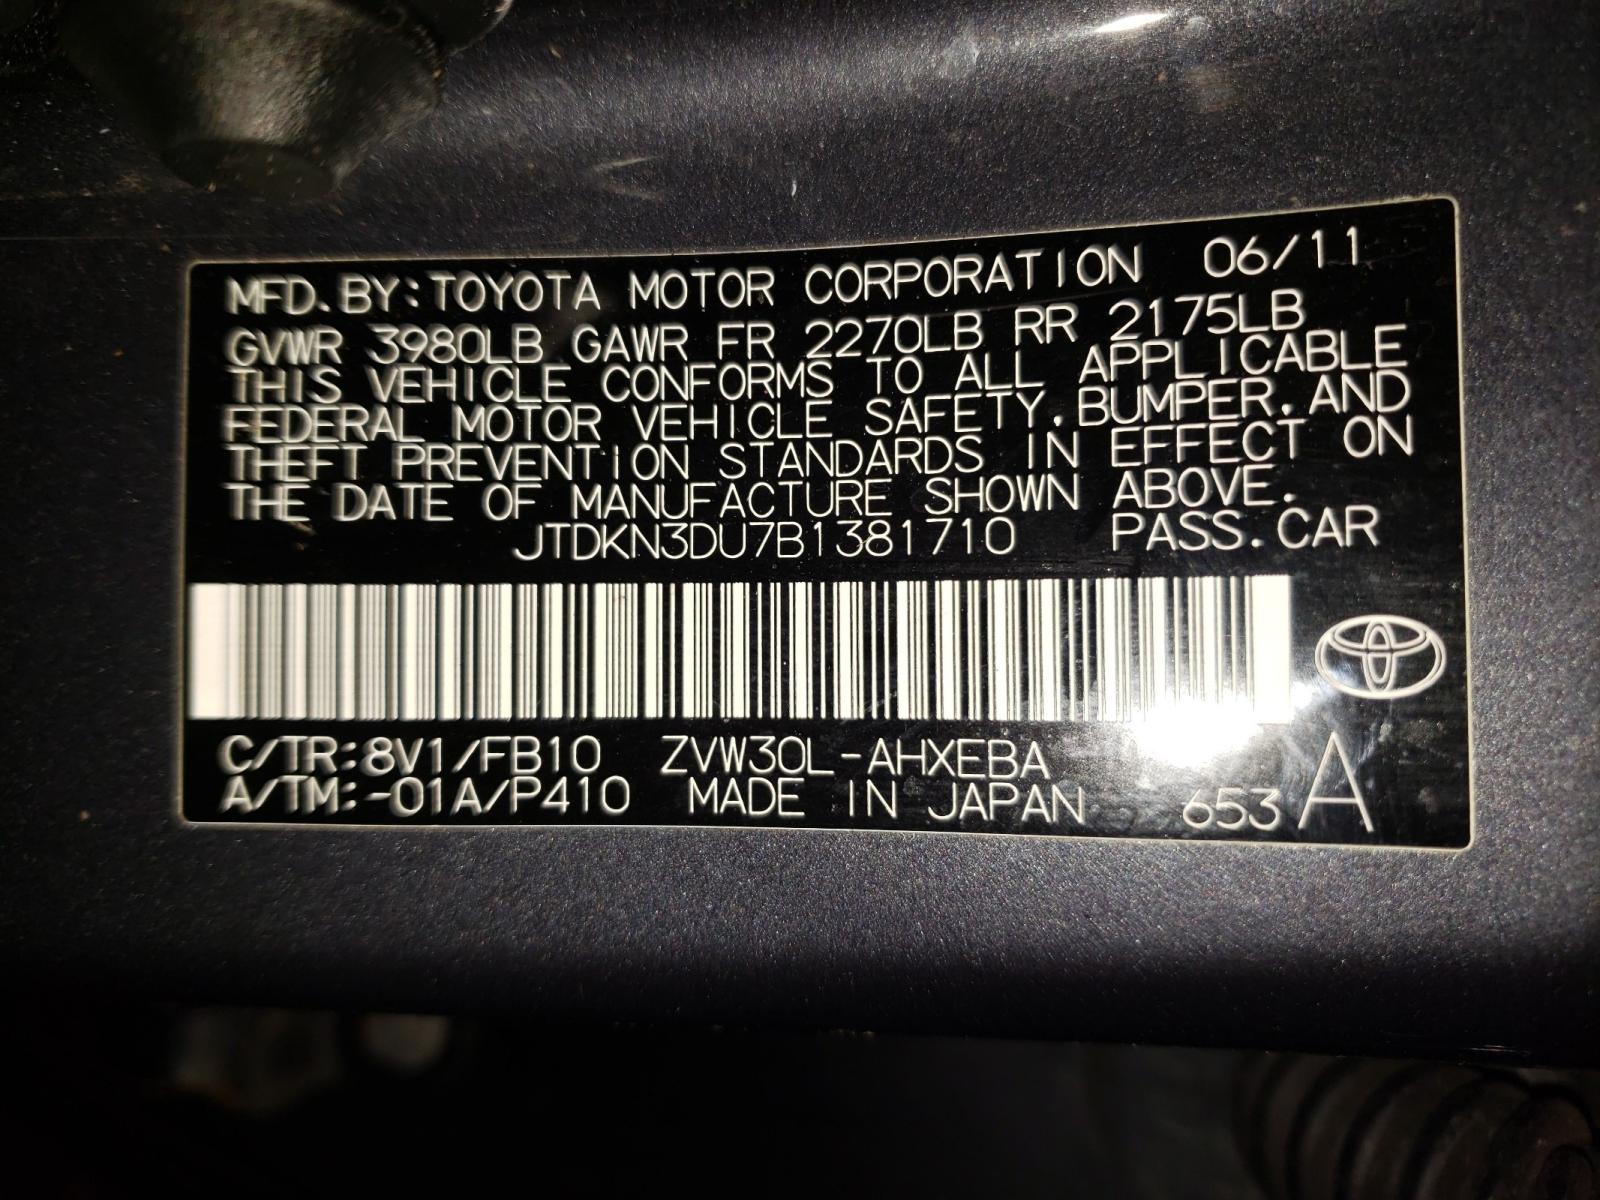 MFD. BY: TOYOTA MOTOR CORPORATION 06/11
GVWR 3980LB GAWR FR 2270LB RR 2175LB
THIS VEHICLE CONFORMS TO ALL APPLICABLE
FEDERAL MOTOR VEHICLE SAFETY, BUMPER, AND
THEFT PREVENTION STANDARDS IN EFFECT ON
THE DATE OF MANUFACTURE SHOWN ABOVE.
JTDKN3DU7B1381710 PASS. CAR
C/TR: 8V1/FB10 ZVW30L-AHXEBA
A/TM: -01A/P410 MADE IN JAPAN 653 A